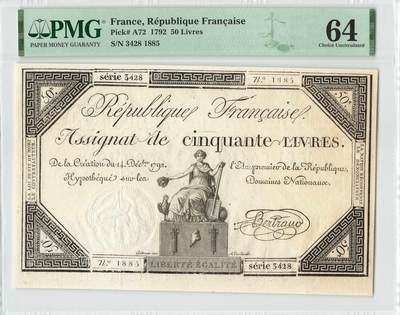 PMG
PAPER MONEY GUARANTY
France, République Française
Pick# A72 1792 50 Livres
S/N 3428 1885
64
Choice Uncirculated
série 3428
N.° 1885
République Française.
Assignat de cinquante LIVRES.
De la Création du 14. Déc.bre 1792.
l'An premier de la République,
Hypothéqué sur les
Domaines Nationaux.
Bertraud
N.° 1885
LIBERTÉ EGALITÉ
série 3428